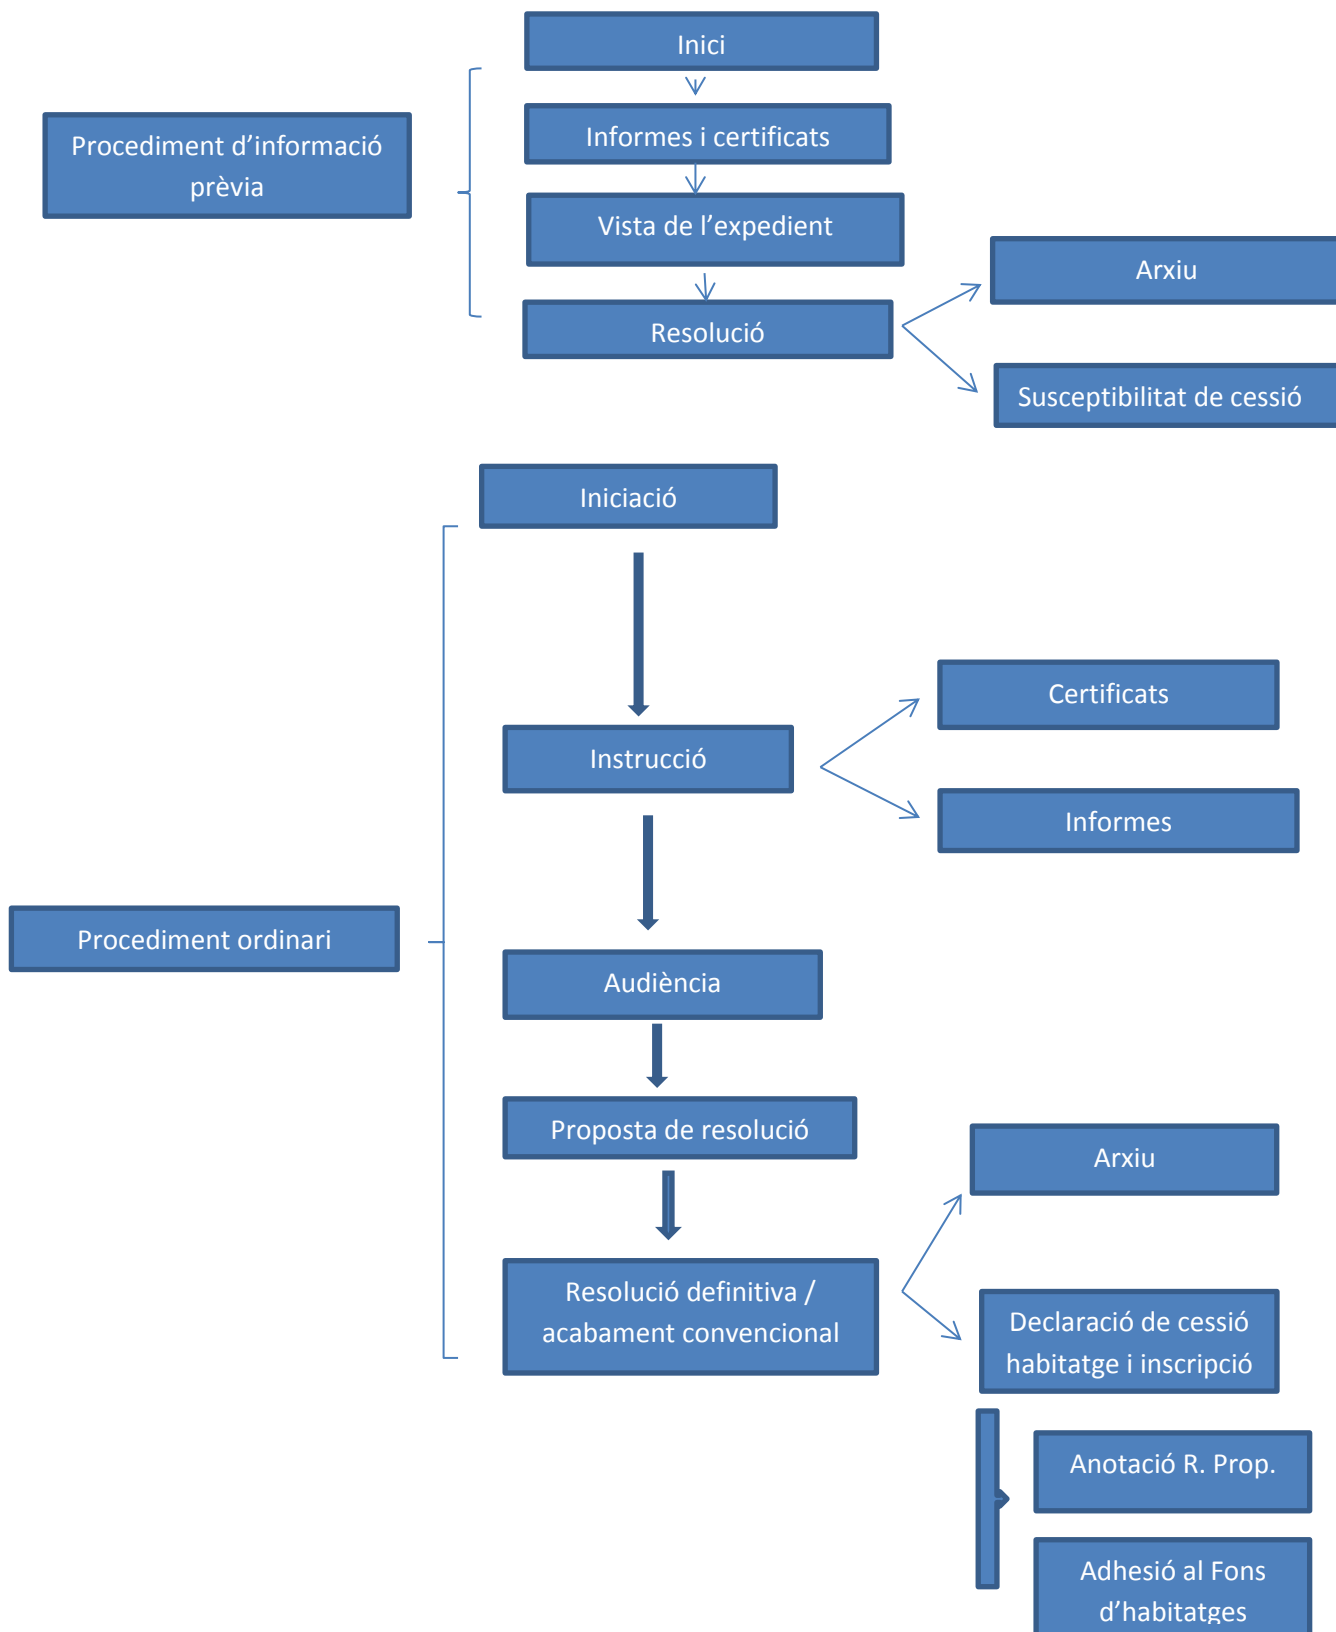 Inici
Procediment d’informació
prèvia
Informes i certificats
Vista de l’expedient
Resolució
Arxiu
Susceptibilitat de cessió
Iniciació
Instrucció
Certificats
Informes
Procediment ordinari
Audiència
Proposta de resolució
Arxiu
Resolució definitiva /
acabament convencional
Declaració de cessió
habitatge i inscripció
Anotació R. Prop.
Adhesió al Fons
d’habitatges